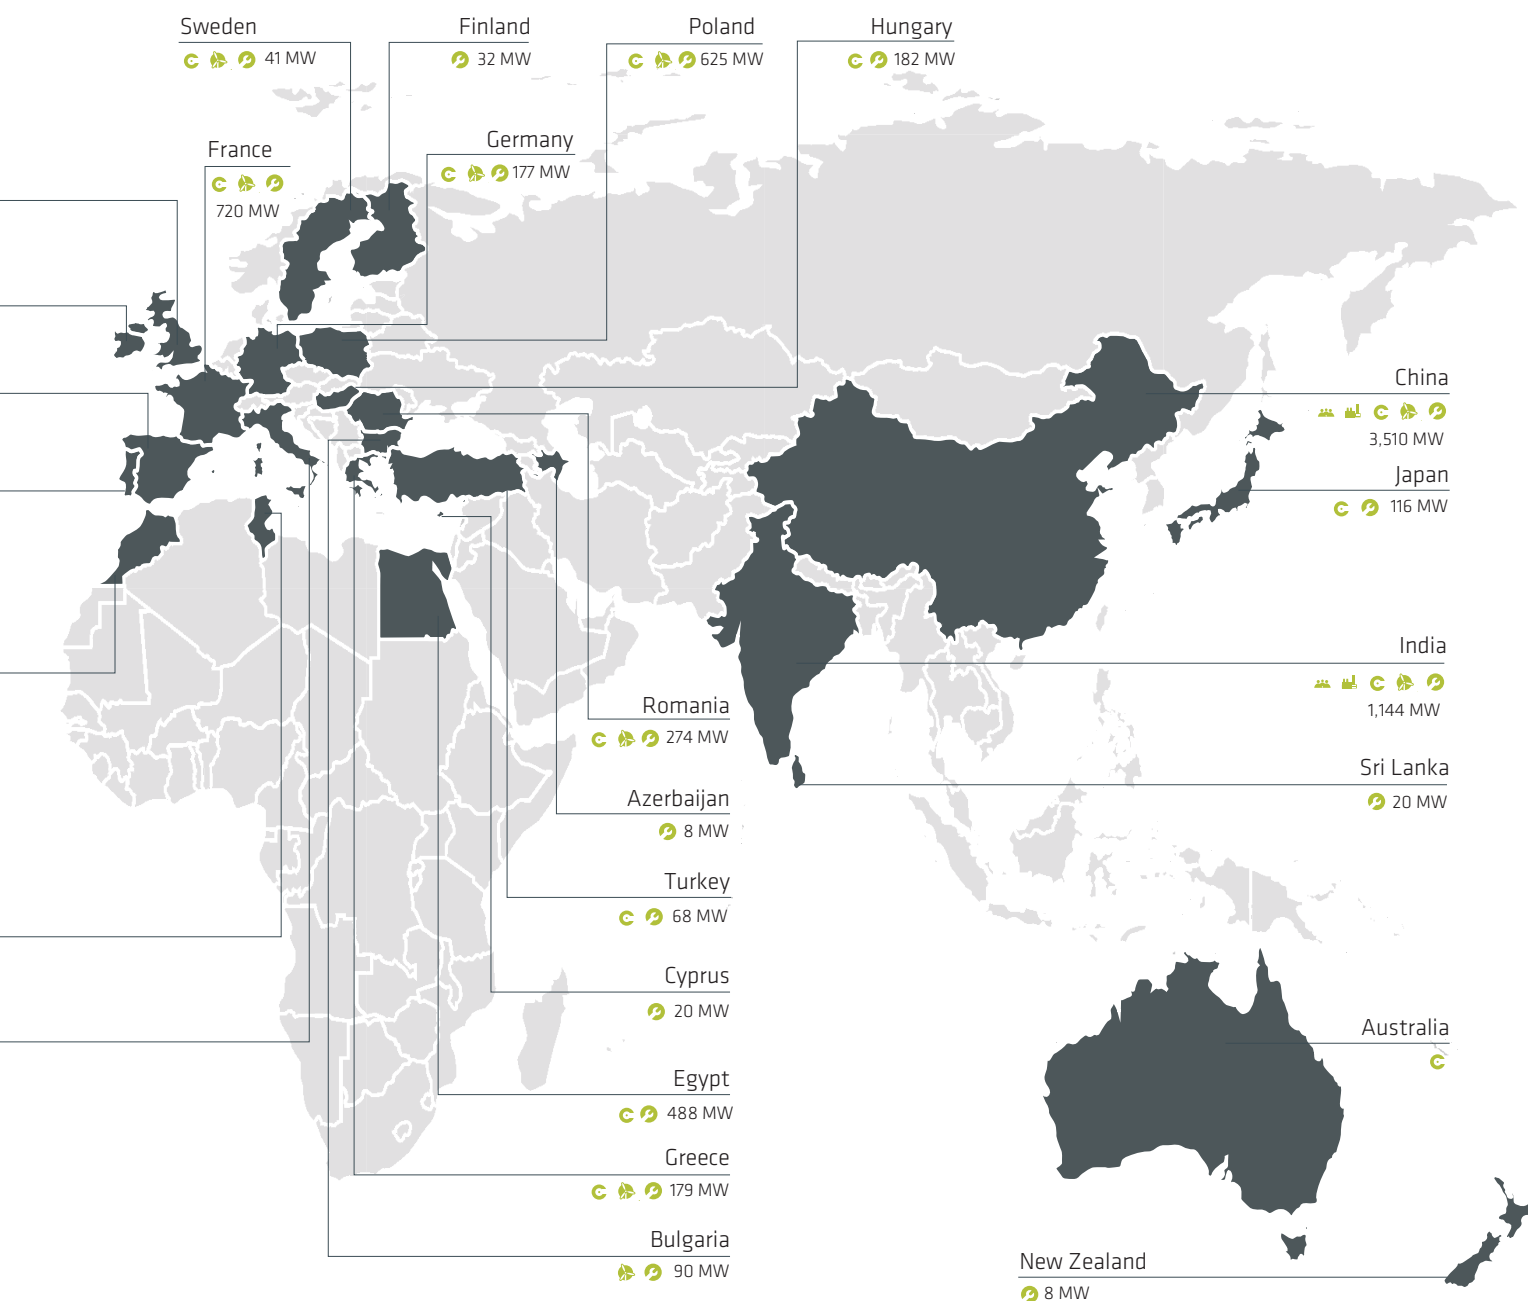 Sweden
41 MW
Finland
32 MW
Poland
625 MW
Hungary
182 MW
France
720 MW
Germany
177 MW
China
3,510 MW
Japan
116 MW
India
1,144 MW
Sri Lanka
20 MW
Romania
274 MW
Azerbaijan
8 MW
Turkey
68 MW
Cyprus
20 MW
Egypt
488 MW
Greece
179 MW
Bulgaria
90 MW
Australia
New Zealand
8 MW